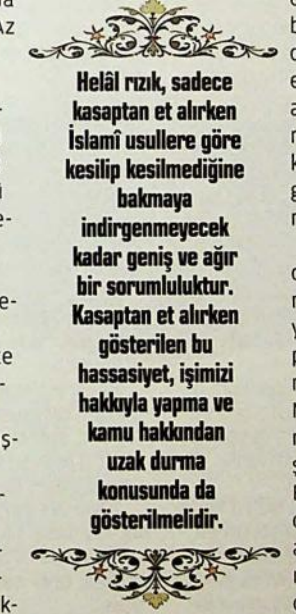 Helâl rızık, sadece
kasaptan et alırken
İslamî usullere göre
kesilip kesilmediğine
bakmaya
indirgenmeyecek
kadar geniş ve ağır
bir sorumluluktur.
Kasaptan et alırken
gösterilen bu
hassasiyet, işimizi
hakkıyla yapma ve
kamu hakkından
uzak durma
konusunda da
gösterilmelidir.